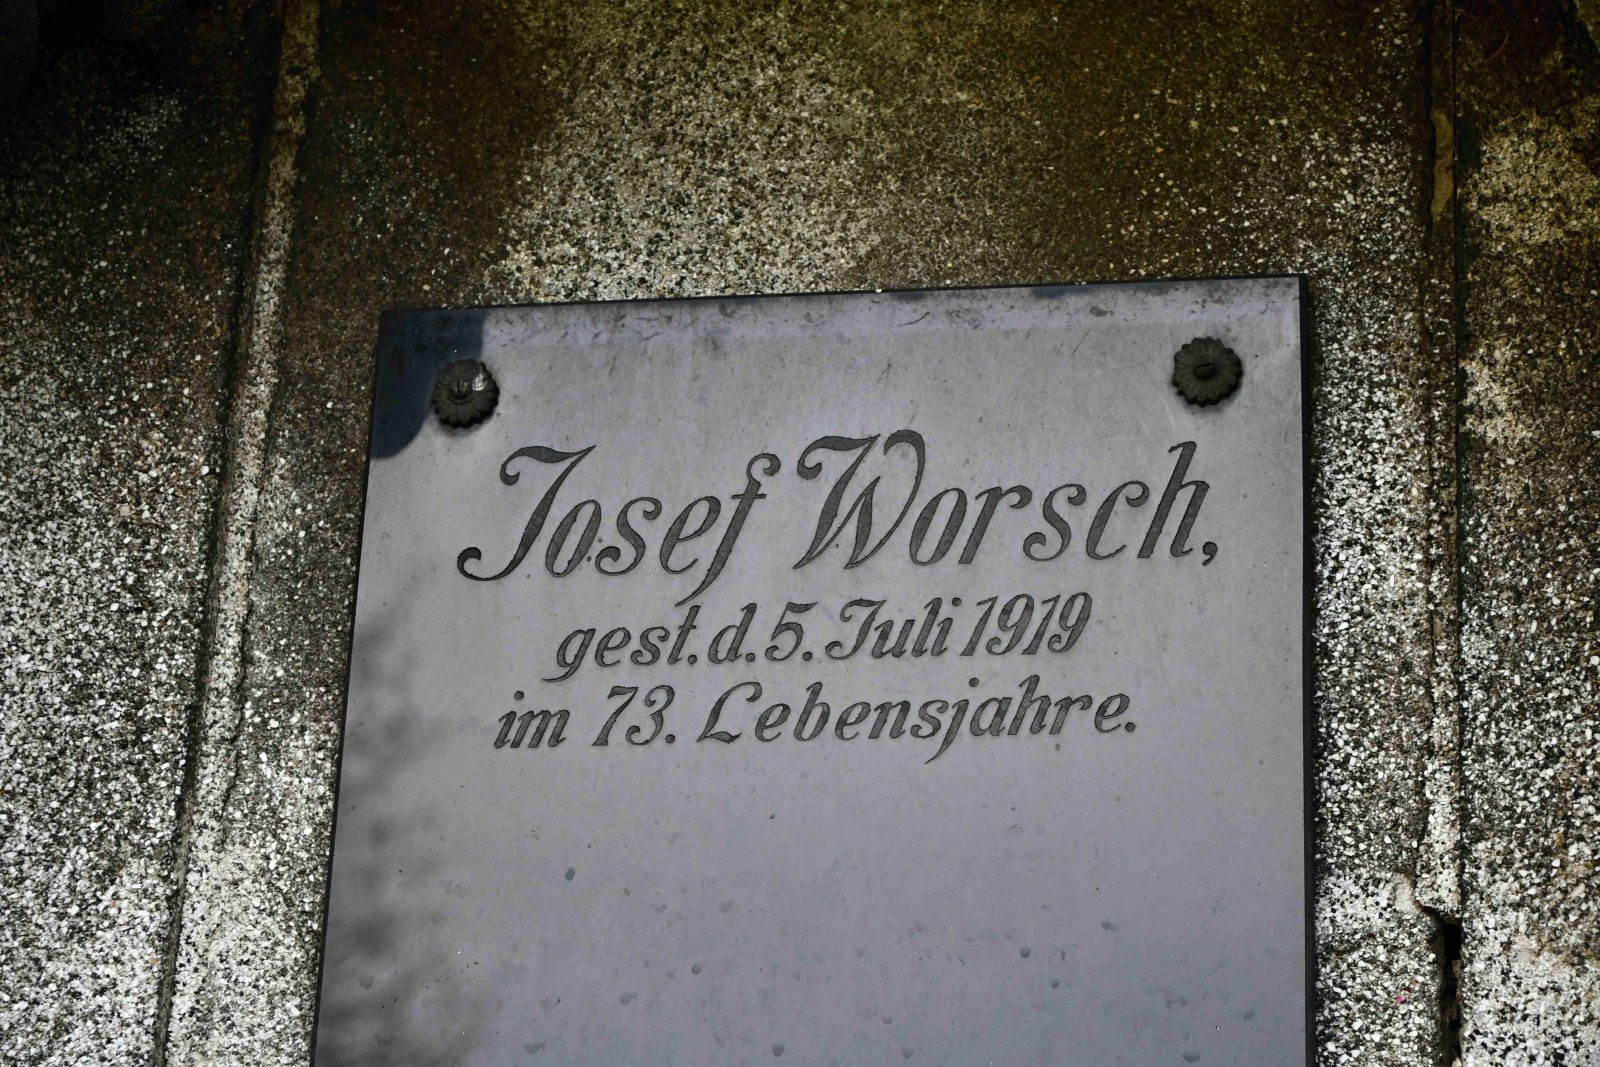 Josef Worsch,
gest. d. 5. Juli 1919
im 73. Lebensjahre.